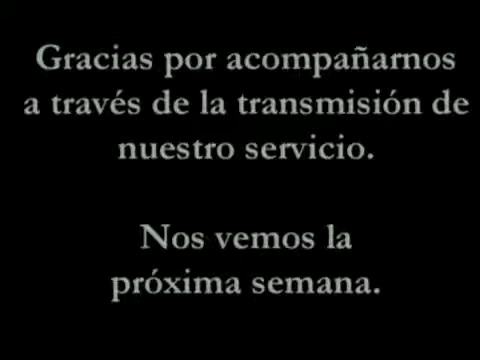 Gracias por acompañarnos
a través de la transmisión de
nuestro servicio.
Nos vemos la
próxima semana.